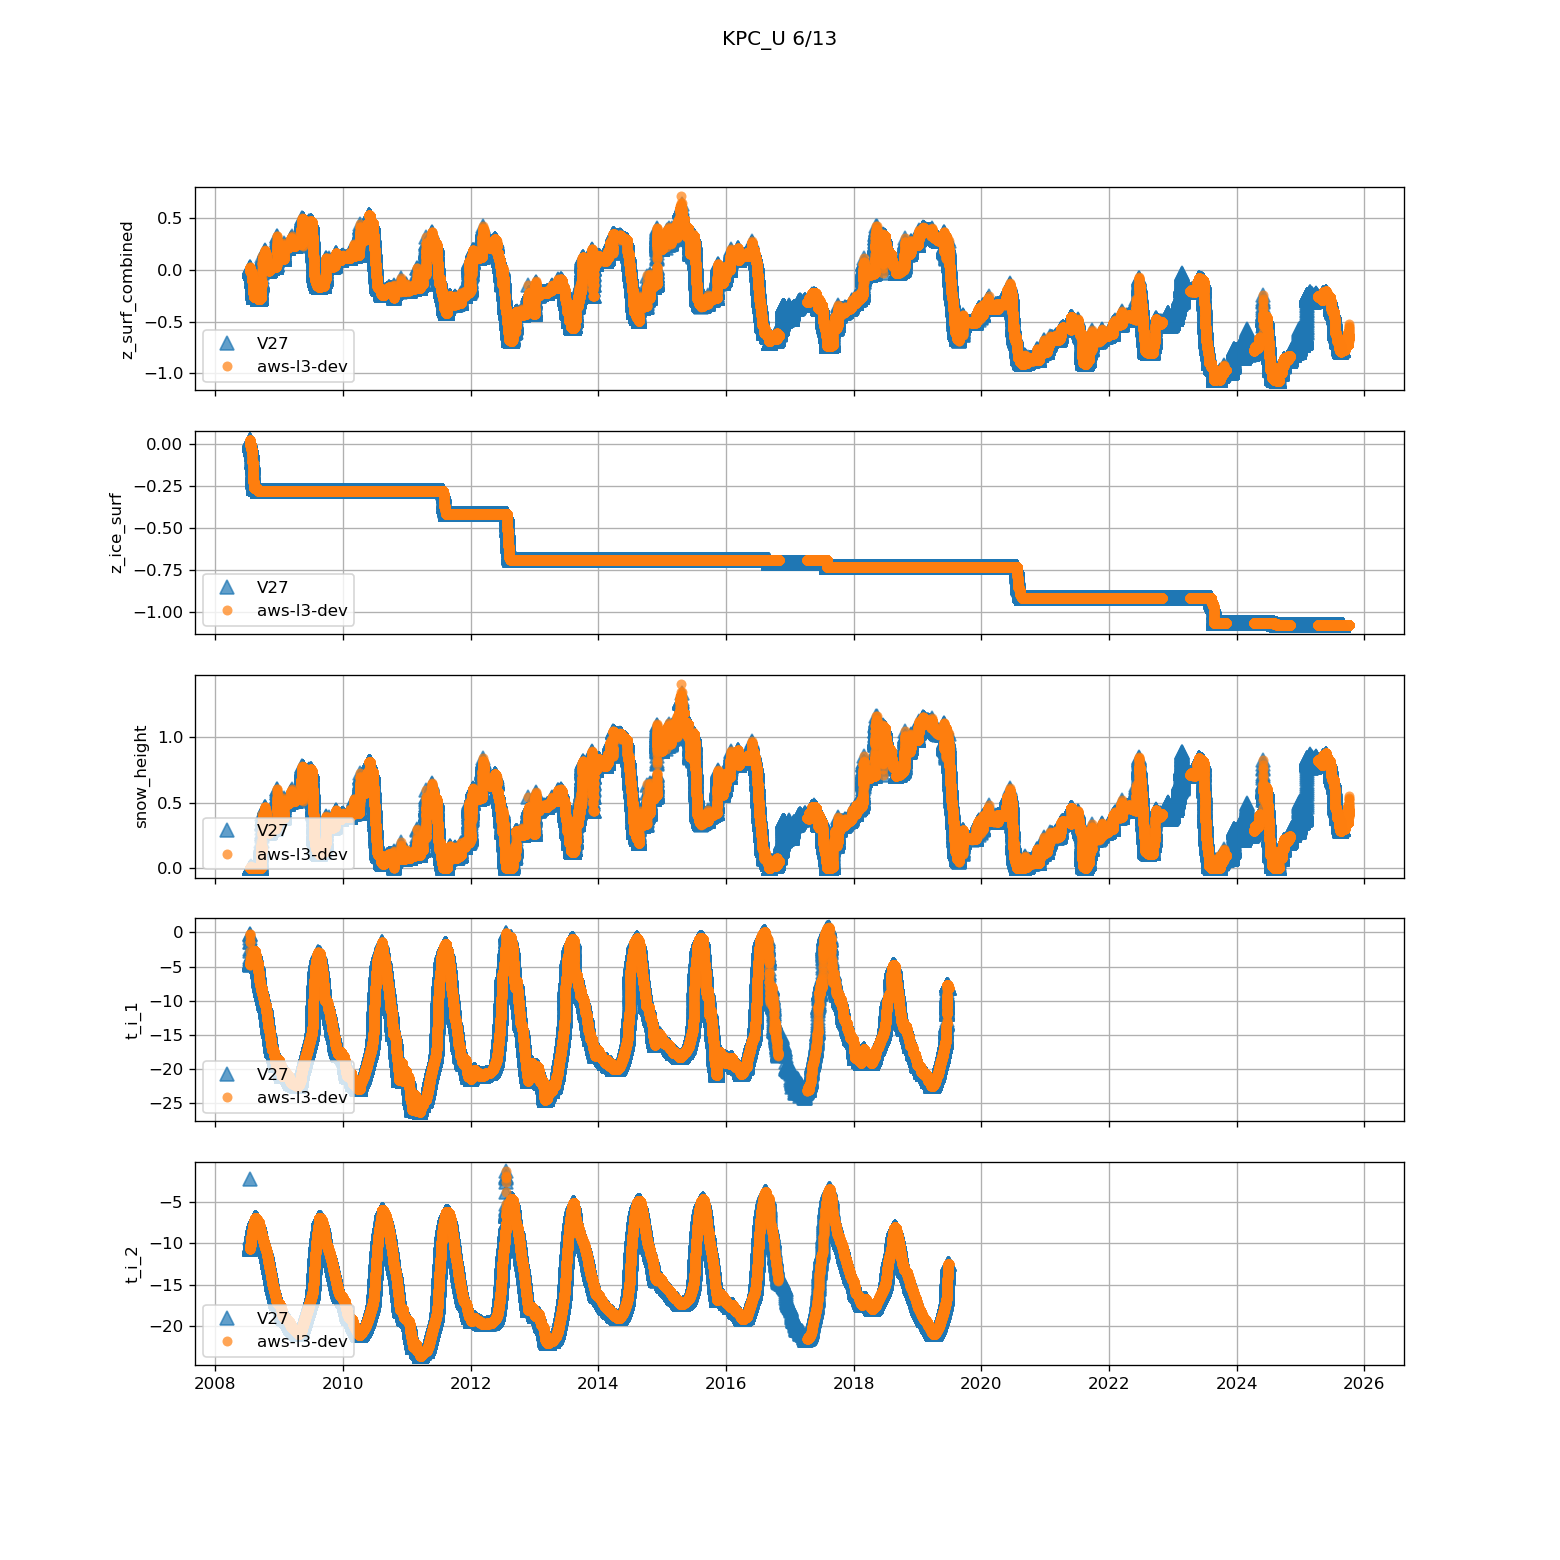 KPC_U 6/13
z_surf_combined
0.5
0.0
−0.5
−1.0
V27
aws-l3-dev
z_ice_surf
0.00
−0.25
−0.50
−0.75
−1.00
V27
aws-l3-dev
snow_height
1.0
0.5
0.0
V27
aws-l3-dev
t_i_1
0
−5
−10
−15
−20
−25
V27
aws-l3-dev
t_i_2
−5
−10
−15
−20
V27
aws-l3-dev
2008 2010 2012 2014 2016 2018 2020 2022 2024 2026